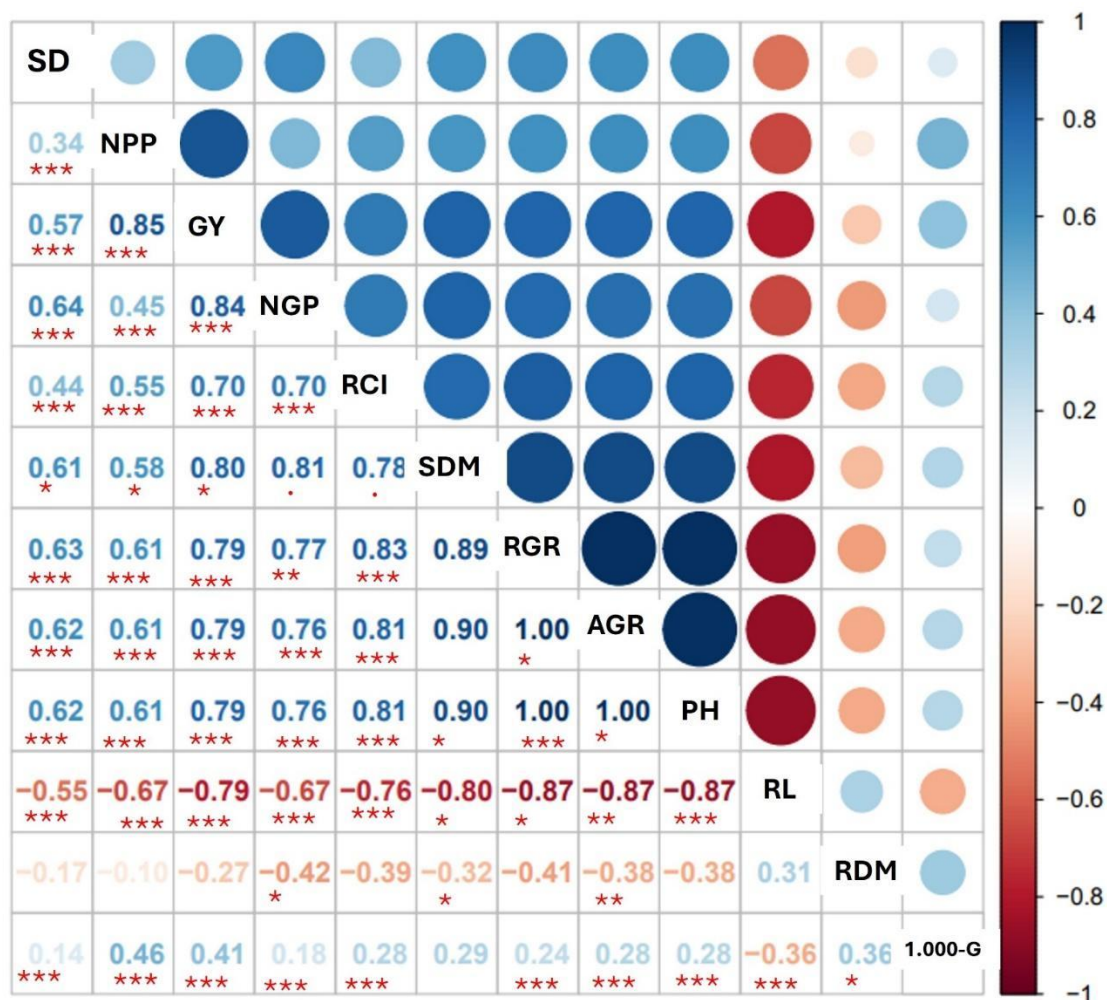 SD
0.34 NPP
***
0.57 0.85 GY
*** ***
0.64 0.45 0.84 NGP
*** *** ***
0.44 0.55 0.70 0.70 RCI
*** *** *** ***
0.61 0.58 0.80 0.81 0.78 SDM
* * * . .
0.63 0.61 0.79 0.77 0.83 0.89 RGR
*** *** *** ** ***
0.62 0.61 0.79 0.76 0.81 0.90 1.00 AGR
*** *** *** *** *** *
0.62 0.61 0.79 0.76 0.81 0.90 1.00 1.00 PH
*** *** *** *** *** * *** *
−0.55 −0.67 −0.79 −0.67 −0.76 −0.80 −0.87 −0.87 −0.87 RL
*** *** *** *** *** * * ** ***
−0.17 −0.10 −0.27 −0.42 −0.39 −0.32 −0.41 −0.38 −0.38 0.31 RDM
* * **
0.14 0.46 0.41 0.18 0.28 0.29 0.24 0.28 0.28 −0.36 0.36 1.000-G
*** *** *** *** *** *** *** *** *** *
1
0.8
0.6
0.4
0.2
0
−0.2
−0.4
−0.6
−0.8
−1